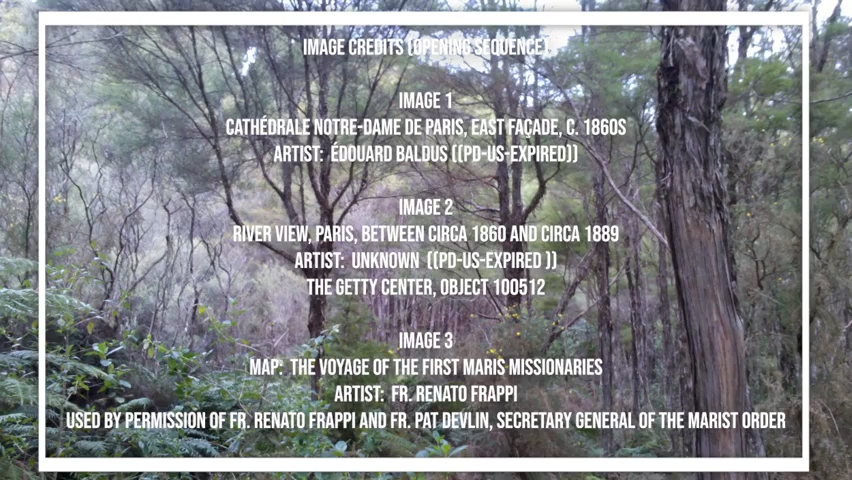 IMAGE CREDITS (OPENING SEQUENCE)
IMAGE 1
CATHÉDRALE NOTRE-DAME DE PARIS, EAST FAÇADE, C. 1860S
ARTIST: ÉDOUARD BALDUS ((PD-US-EXPIRED))
IMAGE 2
RIVER VIEW, PARIS, BETWEEN CIRCA 1860 AND CIRCA 1889
ARTIST: UNKNOWN ((PD-US-EXPIRED ))
THE GETTY CENTER, OBJECT 100512
IMAGE 3
MAP: THE VOYAGE OF THE FIRST MARIS MISSIONARIES
ARTIST: FR. RENATO FRAPPI
USED BY PERMISSION OF FR. RENATO FRAPPI AND FR. PAT DEVLIN, SECRETARY GENERAL OF THE MARIST ORDER